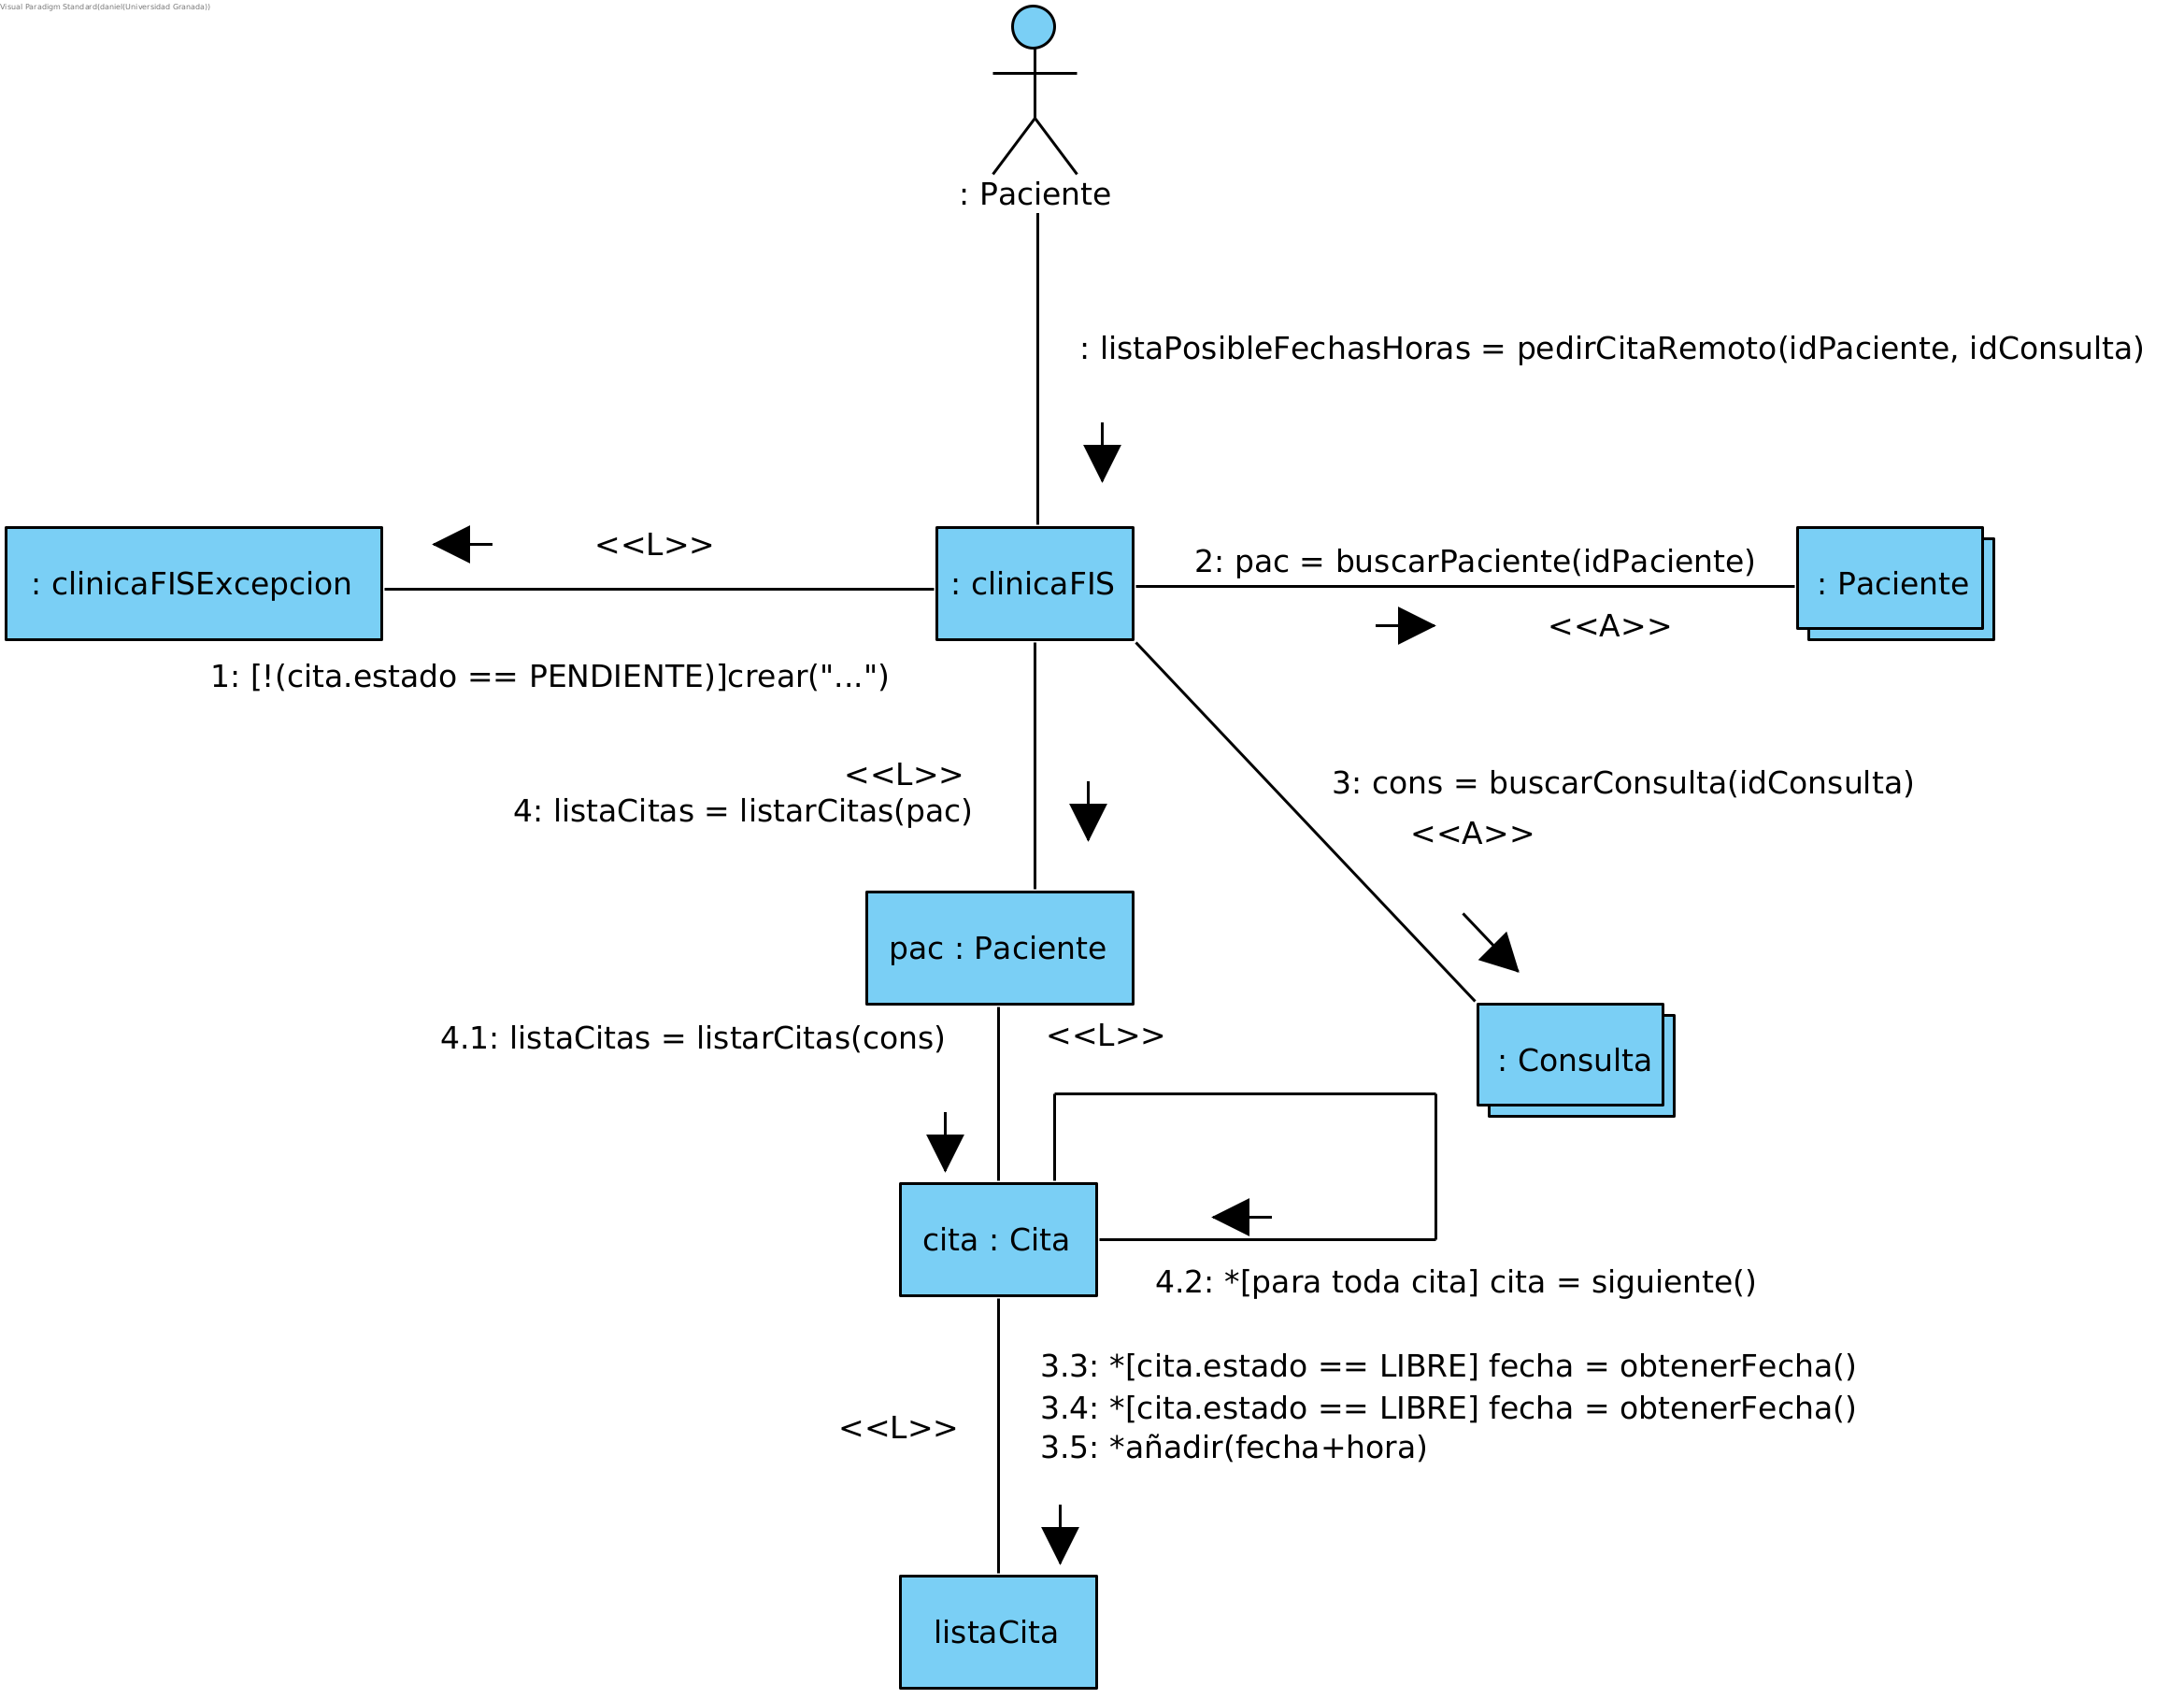 Visual Paradigm Standard(daniel(Universidad Granada))
: Paciente
: listaPosibleFechasHoras = pedirCitaRemoto(idPaciente, idConsulta)
<<L>>
: clinicaFISExcepcion
: clinicaFIS
2: pac = buscarPaciente(idPaciente)
: Paciente
<<A>>
1: [!(cita.estado == PENDIENTE)]crear("...")
<<L>>
4: listaCitas = listarCitas(pac)
3: cons = buscarConsulta(idConsulta)
<<A>>
pac : Paciente
4.1: listaCitas = listarCitas(cons)
<<L>>
: Consulta
cita : Cita
4.2: *[para toda cita] cita = siguiente()
3.3: *[cita.estado == LIBRE] fecha = obtenerFecha()
3.4: *[cita.estado == LIBRE] fecha = obtenerFecha()
3.5: *añadir(fecha+hora)
<<L>>
listaCita